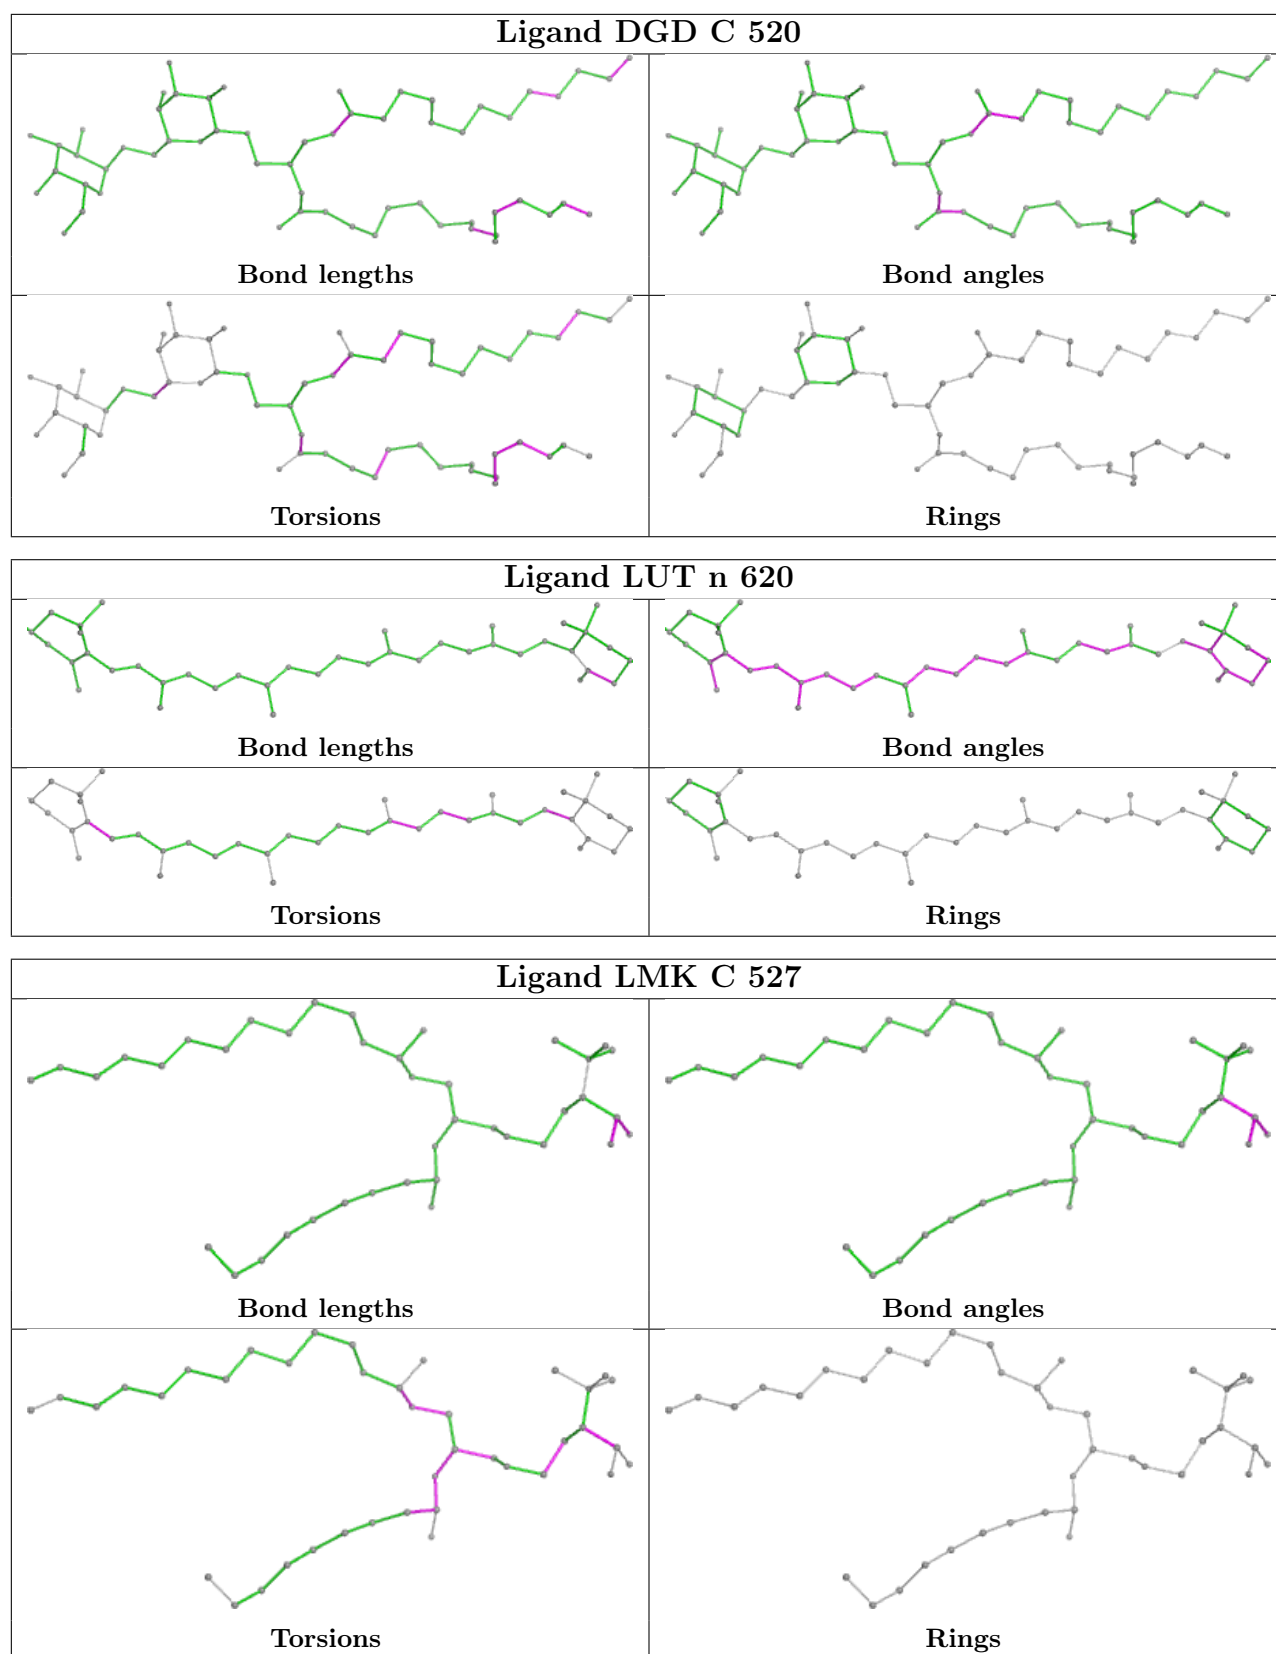 Ligand DGD C 520
Bond lengths
Bond angles
Torsions
Rings
Ligand LUT n 620
Bond lengths
Bond angles
Torsions
Rings
Ligand LMK C 527
Bond lengths
Bond angles
Torsions
Rings